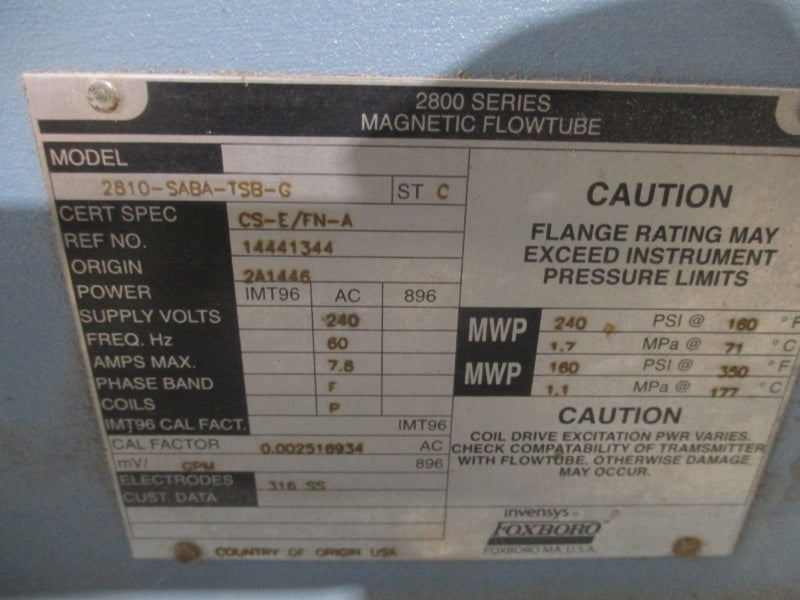 2800 SERIES
MAGNETIC FLOWTUBE
MODEL
2810-SABA-TSB-G ST C
CERT SPEC CS-E/FN-A
REF NO. 14441344
ORIGIN 2A1446
POWER IMT96 AC 896
SUPPLY VOLTS 240
FREQ. Hz 60
AMPS MAX. 7.8
PHASE BAND F
COILS P
IMT96 CAL FACT. IMT96
CAL FACTOR 0.002516934 AC
mV/ GPM 896
ELECTRODES 316 SS
CUST. DATA
CAUTION
FLANGE RATING MAY
EXCEED INSTRUMENT
PRESSURE LIMITS
MWP 240 PSI @ 160 °F
1.7 MPa @ 71 °C
MWP 160 PSI @ 350 °F
1.1 MPa @ 177 °C
CAUTION
COIL DRIVE EXCITATION PWR VARIES.
CHECK COMPATABILITY OF TRAMSMITTER
WITH FLOWTUBE. OTHERWISE DAMAGE
MAY OCCUR.
invensys
FOXBORO
FOXBORO MA. U.S.A.
COUNTRY OF ORIGIN USA